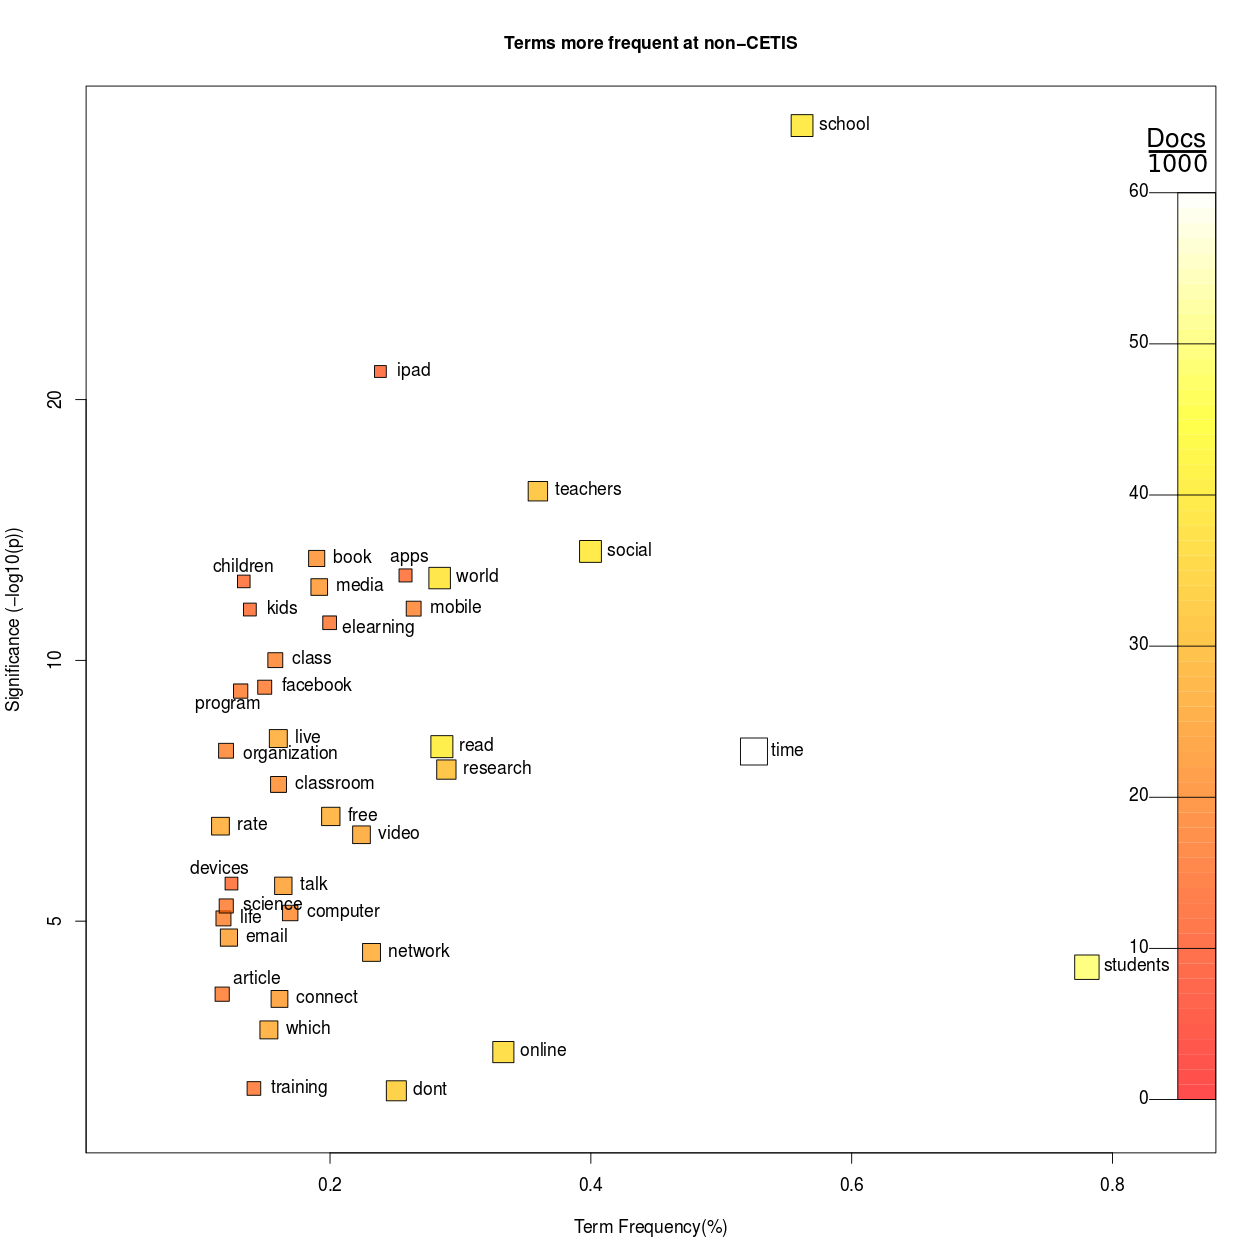 Terms more frequent at non−CETIS
school
Docs
1000
60
50
ipad
20
teachers
40
social
book
apps
children
world
media
kids
mobile
elearning
class
10
30
facebook
program
live
read
time
organization
research
classroom
20
free
rate
video
devices
talk
science
computer
life
5
email
network
10
students
article
connect
which
online
training
dont
0
Significance (−log10(p))
0.2
0.4
0.6
0.8
Term Frequency(%)